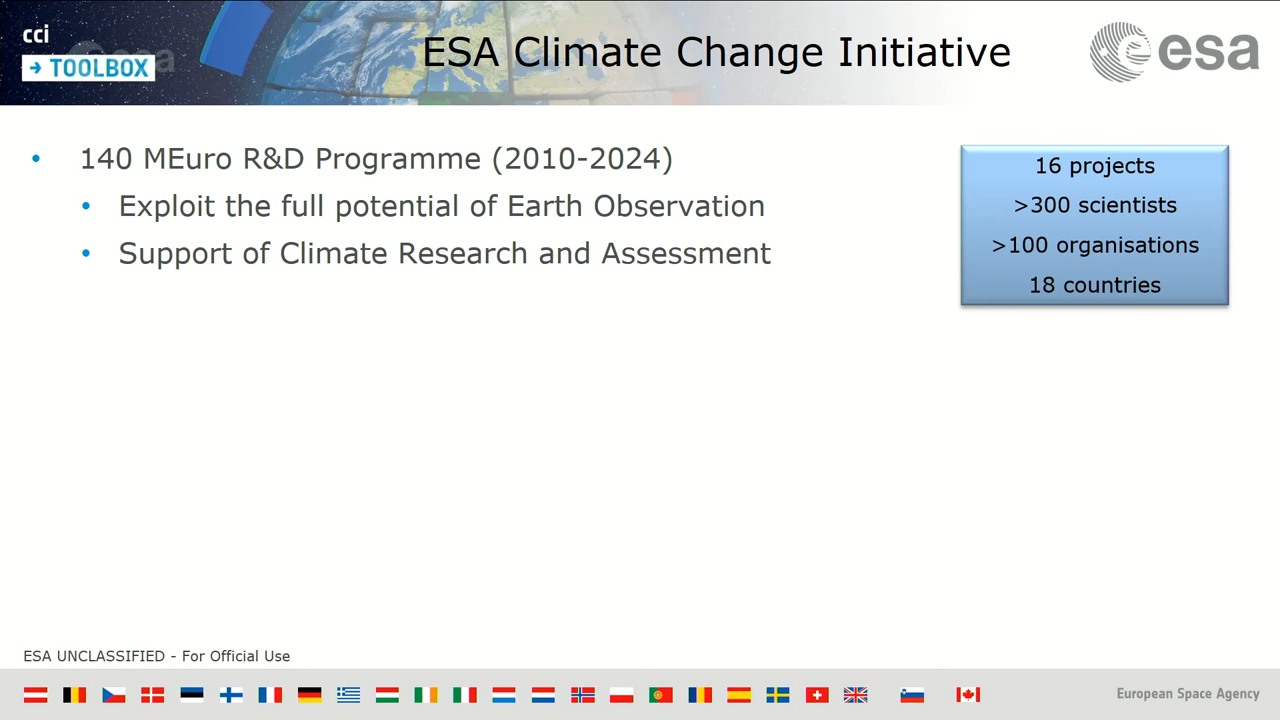 cci
→ TOOLBOX
ESA Climate Change Initiative
esa
• 140 MEuro R&D Programme (2010-2024)
• Exploit the full potential of Earth Observation
• Support of Climate Research and Assessment
16 projects
>300 scientists
>100 organisations
18 countries
ESA UNCLASSIFIED - For Official Use
European Space Agency